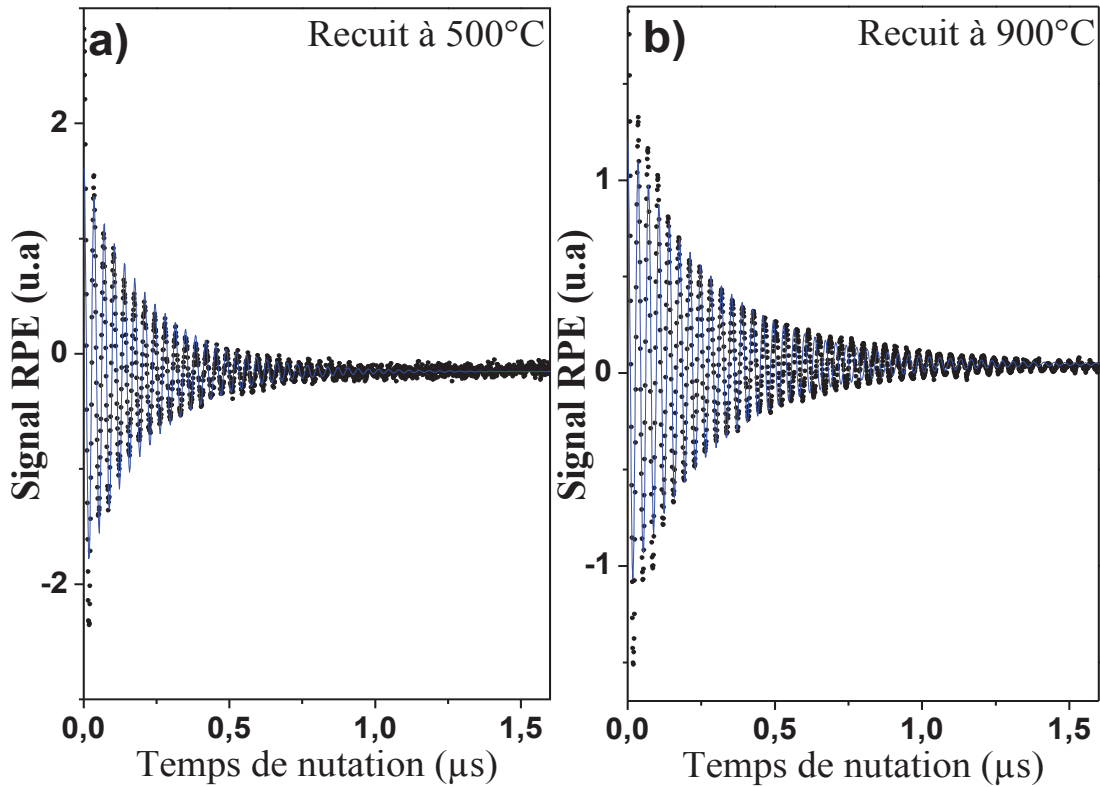 a)
Recuit à 500°C
Signal RPE (u.a)
2
0
-2
0,0
0,5
1,0
1,5
Temps de nutation (µs)
b)
Recuit à 900°C
Signal RPE (u.a)
1
0
-1
0,0
0,5
1,0
1,5
Temps de nutation (µs)